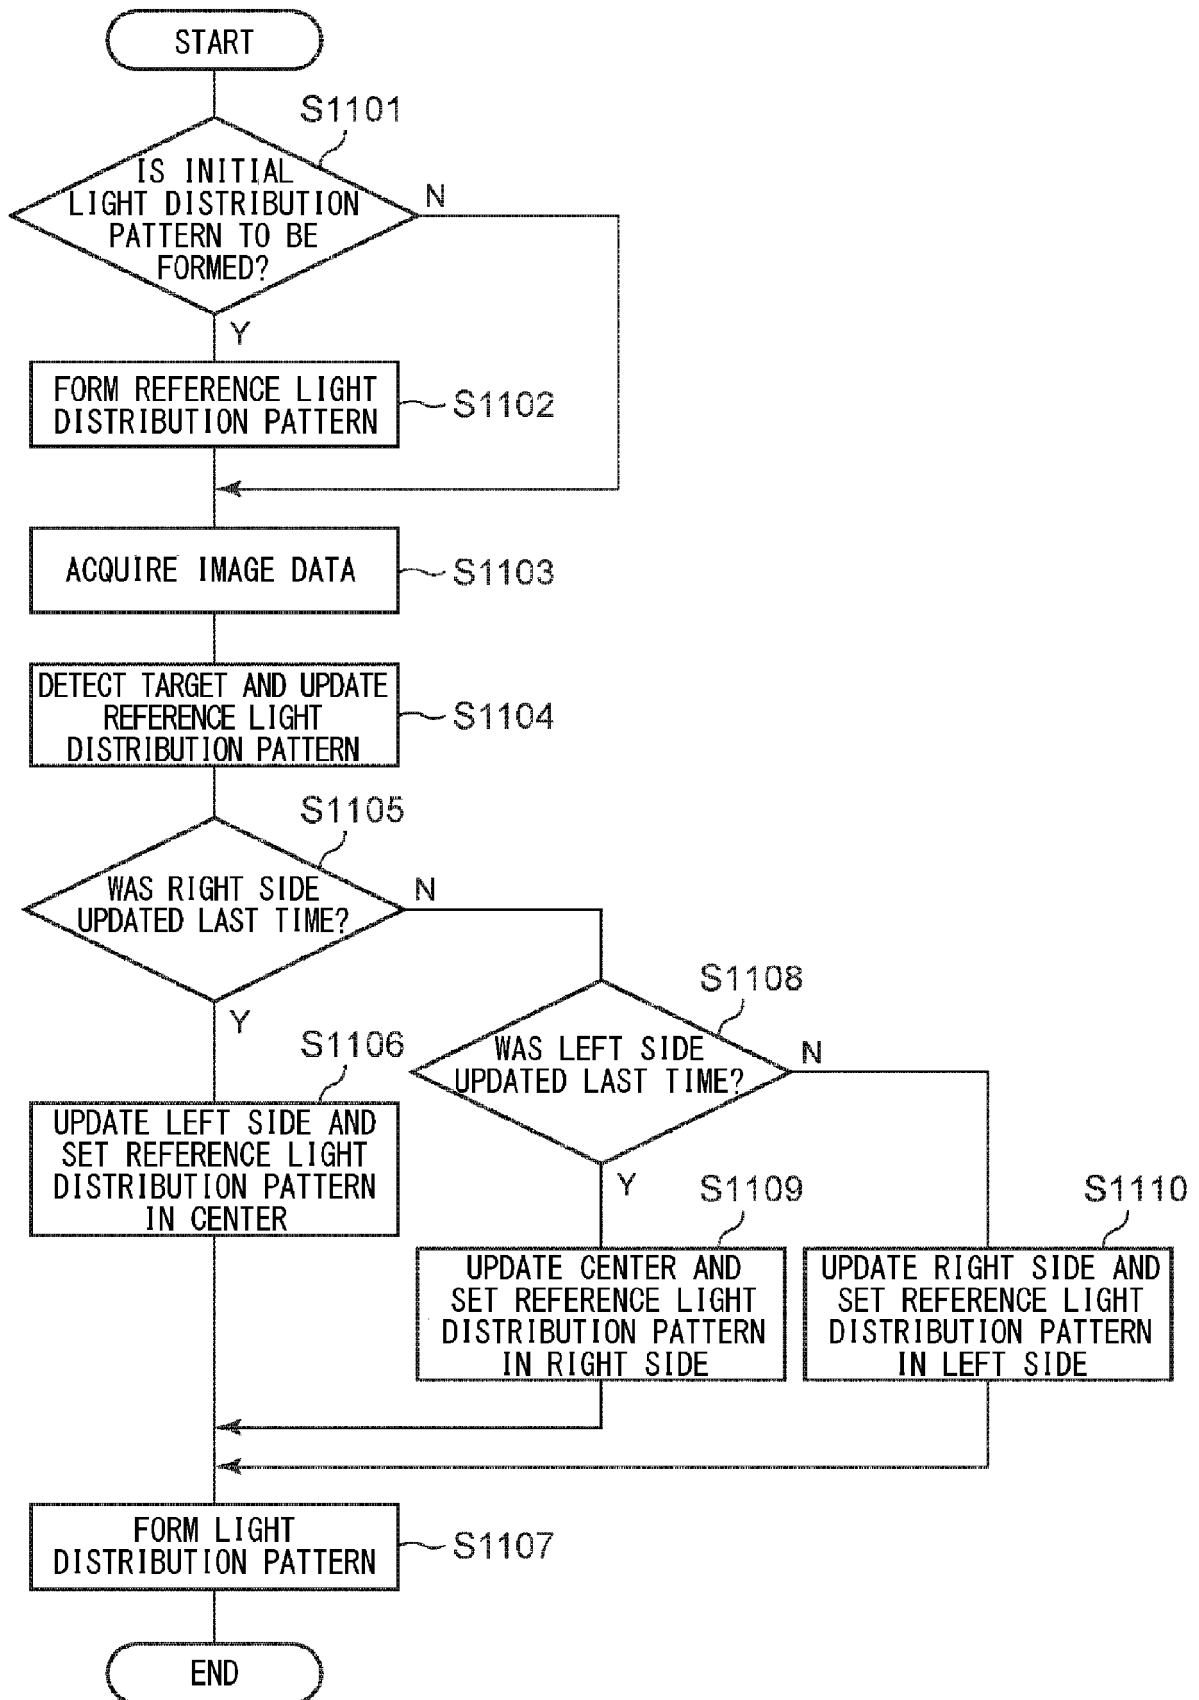 START
S1101
IS INITIAL
LIGHT DISTRIBUTION
PATTERN TO BE
FORMED?
N
Y
FORM REFERENCE LIGHT
DISTRIBUTION PATTERN
S1102
ACQUIRE IMAGE DATA
S1103
DETECT TARGET AND UPDATE
REFERENCE LIGHT
DISTRIBUTION PATTERN
S1104
S1105
WAS RIGHT SIDE
UPDATED LAST TIME?
N
Y
S1108
WAS LEFT SIDE
UPDATED LAST TIME?
N
Y
S1106
UPDATE LEFT SIDE AND
SET REFERENCE LIGHT
DISTRIBUTION PATTERN
IN CENTER
S1109
UPDATE CENTER AND
SET REFERENCE LIGHT
DISTRIBUTION PATTERN
IN RIGHT SIDE
S1110
UPDATE RIGHT SIDE AND
SET REFERENCE LIGHT
DISTRIBUTION PATTERN
IN LEFT SIDE
FORM LIGHT
DISTRIBUTION PATTERN
S1107
END